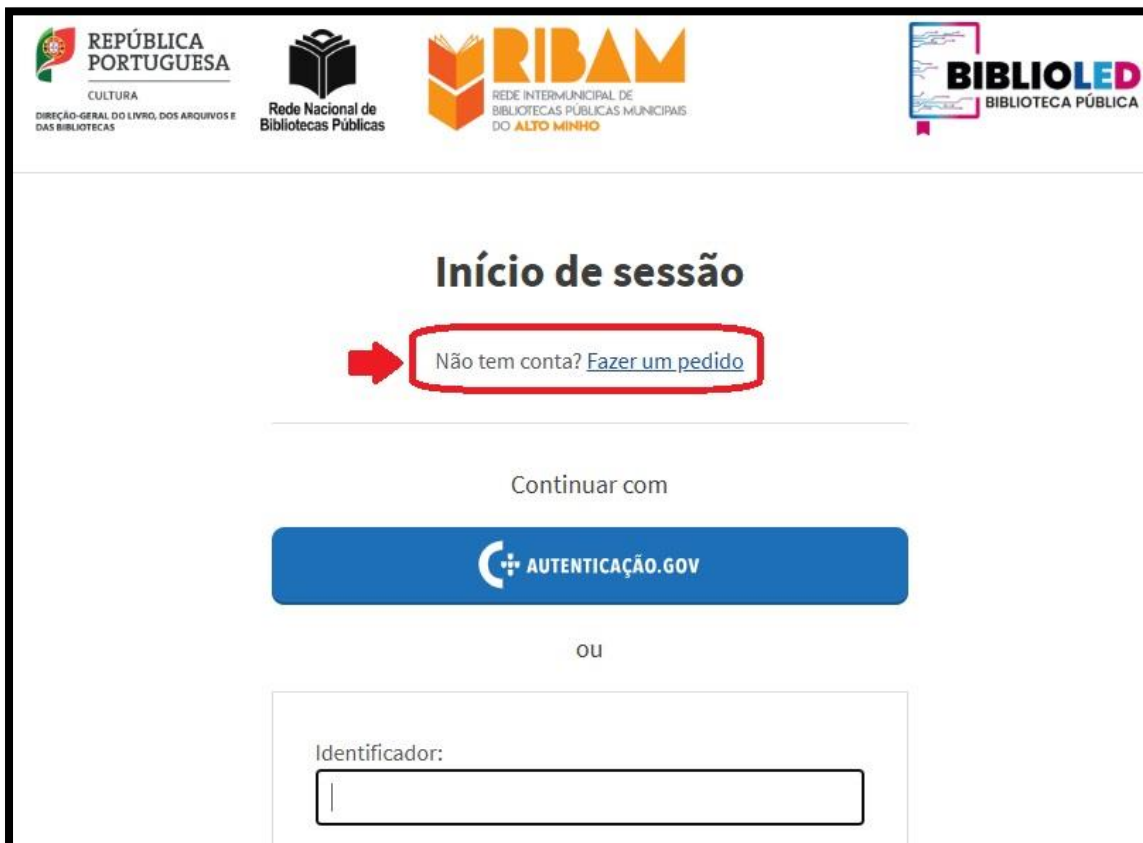 REPÚBLICA
PORTUGUESA
CULTURA
DIREÇÃO-GERAL DO LIVRO, DOS ARQUIVOS E
DAS BIBLIOTECAS
Rede Nacional de
Bibliotecas Públicas
RIBAM
REDE INTERMUNICIPAL DE
BIBLIOTECAS PÚBLICAS MUNICIPAIS
DO ALTO MINHO
BIBLIOLED
BIBLIOTECA PÚBLICA
Início de sessão
Não tem conta? Fazer um pedido
Continuar com
AUTENTICAÇÃO.GOV
ou
Identificador: